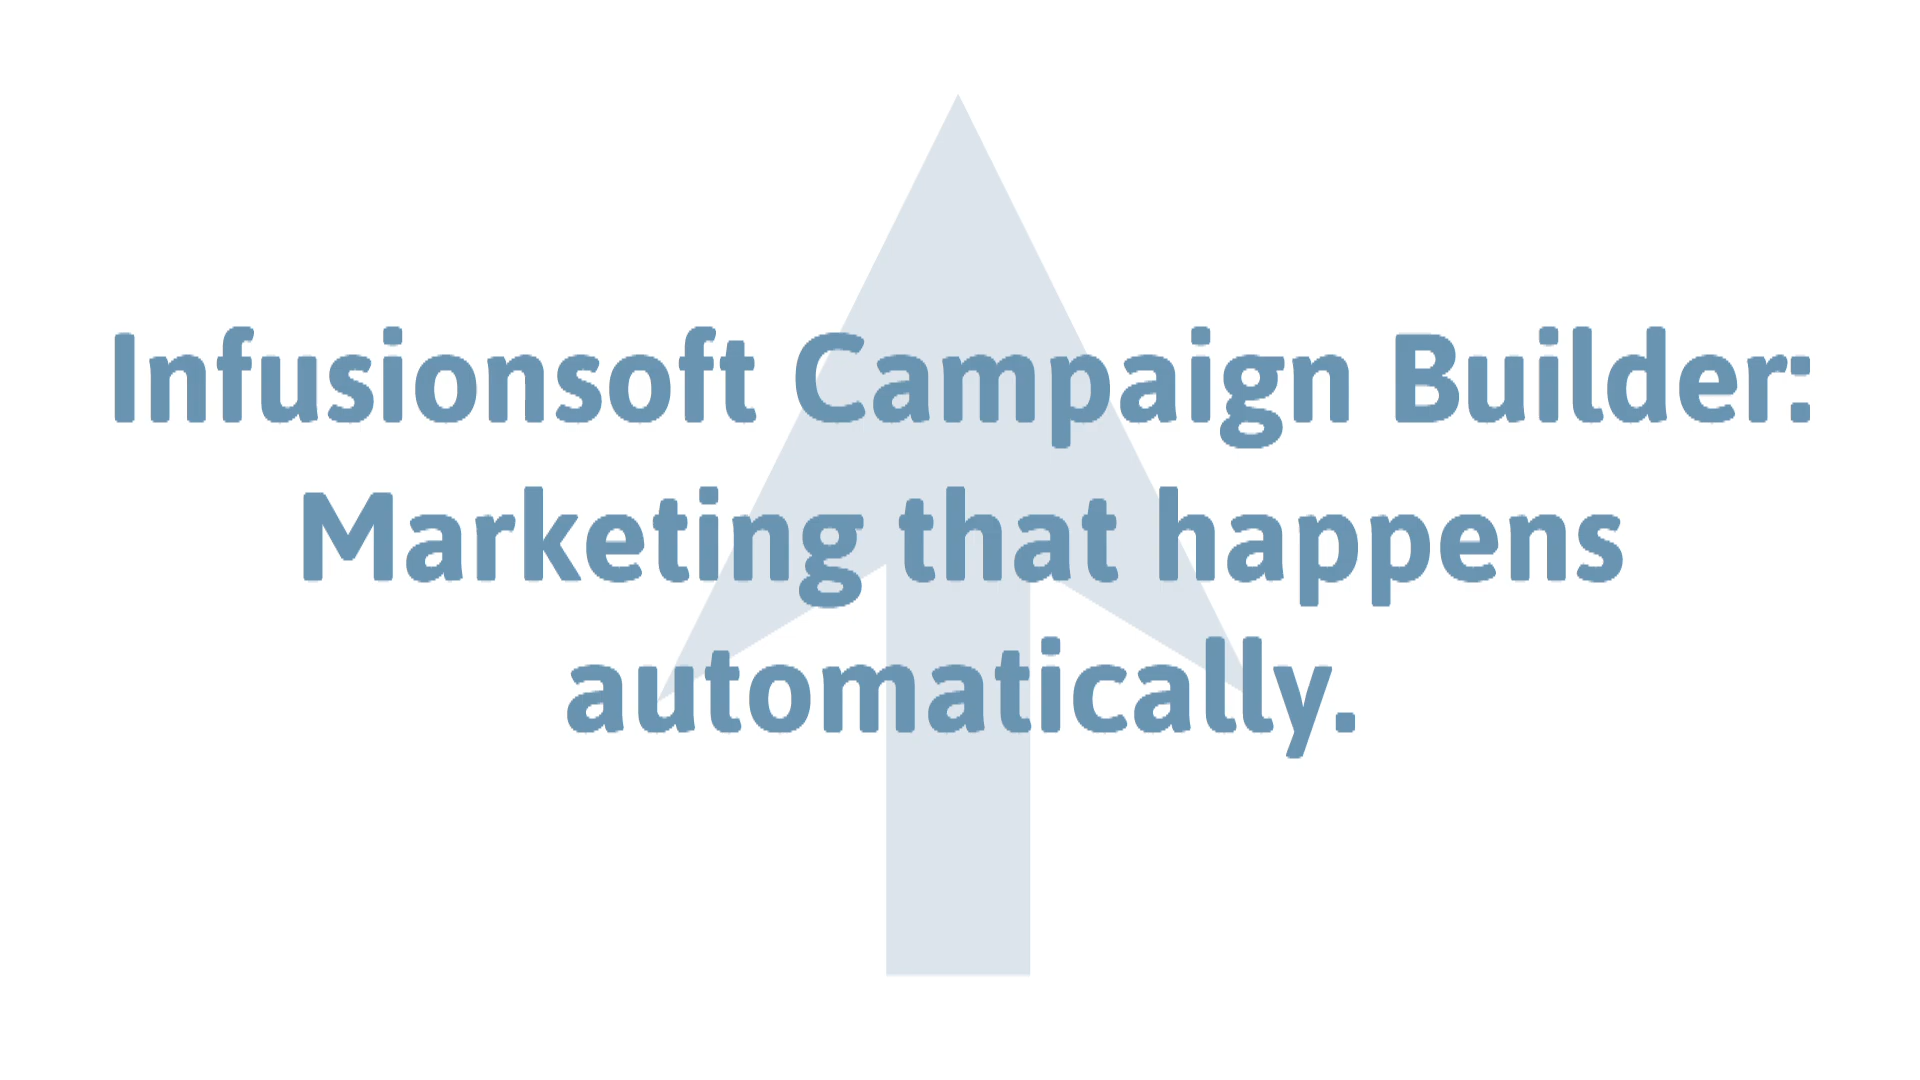 Infusionsoft Campaign Builder:
Marketing that happens
automatically.